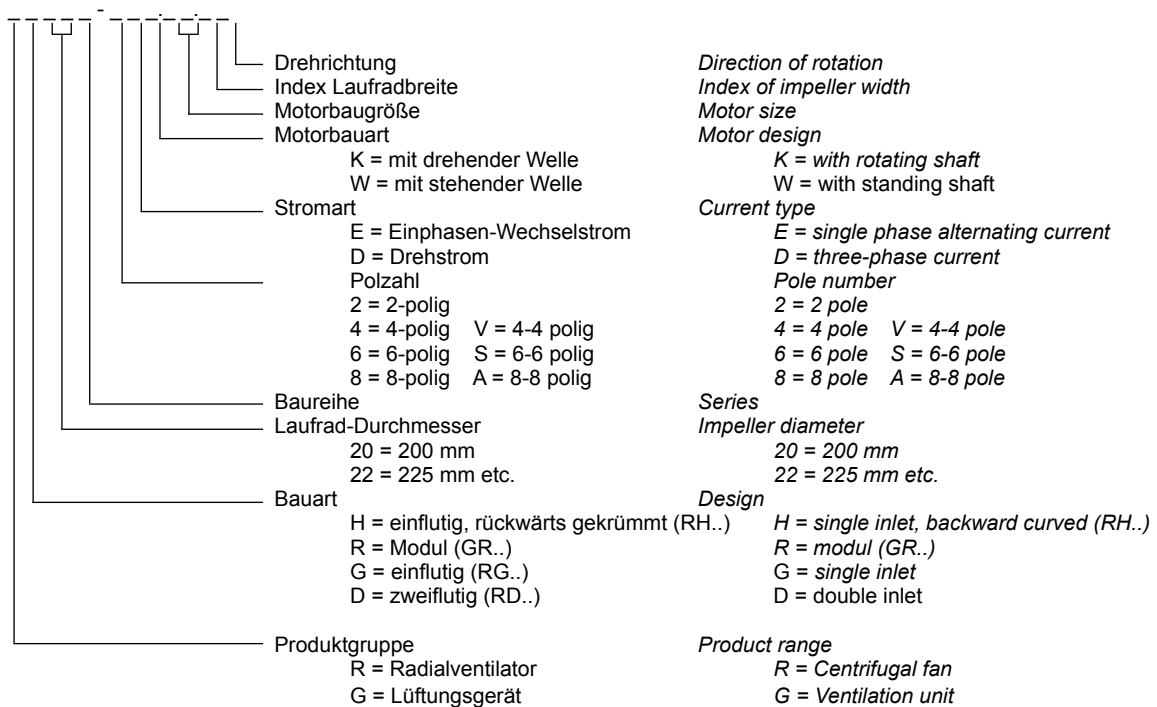 Drehrichtung Direction of rotation
Index Laufradbreite Index of impeller width
Motorbaugröße Motor size
Motorbauart Motor design
K = mit drehender Welle K = with rotating shaft
W = mit stehender Welle W = with standing shaft
Stromart Current type
E = Einphasen-Wechselstrom E = single phase alternating current
D = Drehstrom D = three-phase current
Polzahl Pole number
2 = 2-polig 2 = 2 pole
4 = 4-polig V = 4-4 polig 4 = 4 pole V = 4-4 pole
6 = 6-polig S = 6-6 polig 6 = 6 pole S = 6-6 pole
8 = 8-polig A = 8-8 polig 8 = 8 pole A = 8-8 pole
Baureihe Series
Laufrad-Durchmesser Impeller diameter
20 = 200 mm 20 = 200 mm
22 = 225 mm etc. 22 = 225 mm etc.
Bauart Design
H = einflutig, rückwärts gekrümmt (RH..) H = single inlet, backward curved (RH..)
R = Modul (GR..) R = modul (GR..)
G = einflutig (RG..) G = single inlet
D = zweiflutig (RD..) D = double inlet
Produktgruppe Product range
R = Radialventilator R = Centrifugal fan
G = Lüftungsgerät G = Ventilation unit